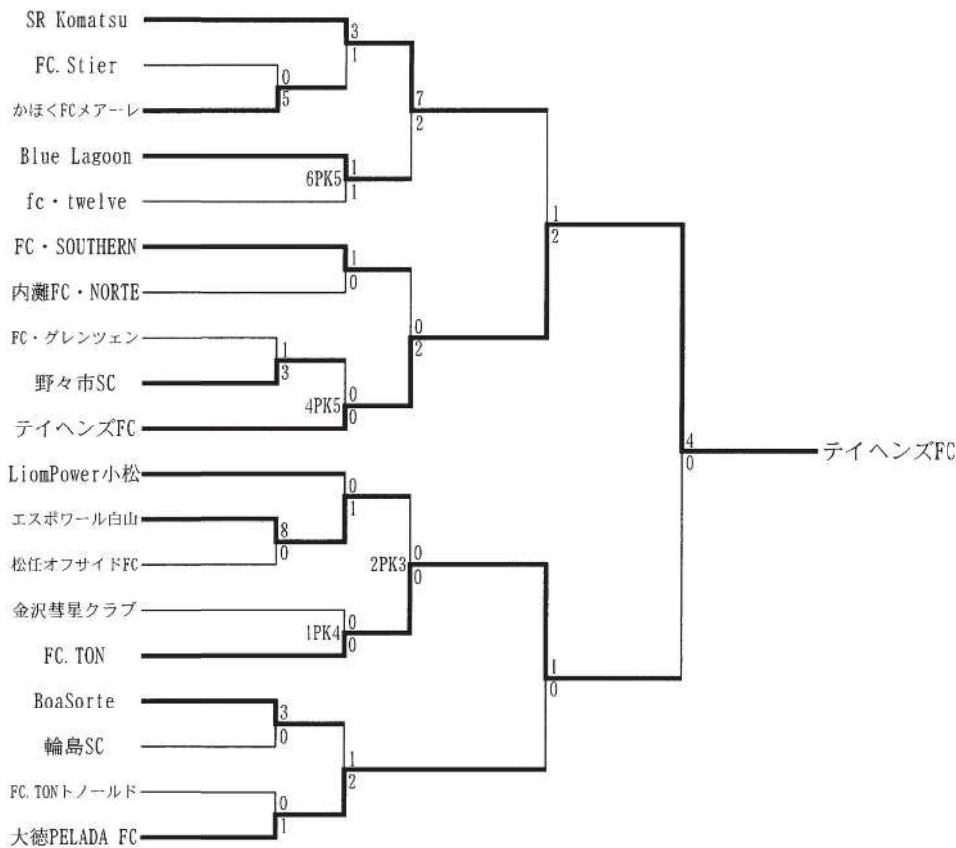 SR Komatsu
3
1
FC.Stier
0
かほくFCメアーレ
5
7
2
Blue Lagoon
1
6PK5
1
fc・twelve
1
2
FC・SOUTHERN
1
0
内灘FC・NORTE
FC・グレンツェン
0
2
1
3
野々市SC
0
4PK5
0
テイヘンズFC
4
0
テイヘンズFC
LiomPower小松
0
1
エスポワール白山
8
0
松任オフサイドFC
0
2PK3
0
金沢彗星クラブ
0
1PK4
0
FC.TON
1
0
BoaSorte
3
0
輪島SC
1
2
FC.TONトノールド
0
1
大徳PELADA FC